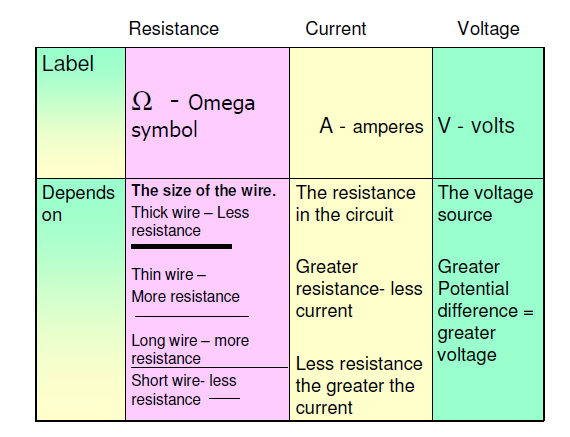 Resistance Current Voltage
Label
Ω - Omega
symbol
A - amperes
V - volts
Depends
on
The size of the wire.
Thick wire – Less
resistance
Thin wire –
More resistance
Long wire – more
resistance
Short wire- less
resistance
The resistance
in the circuit
Greater
resistance- less
current
Less resistance
the greater the
current
The voltage
source
Greater
Potential
difference =
greater
voltage